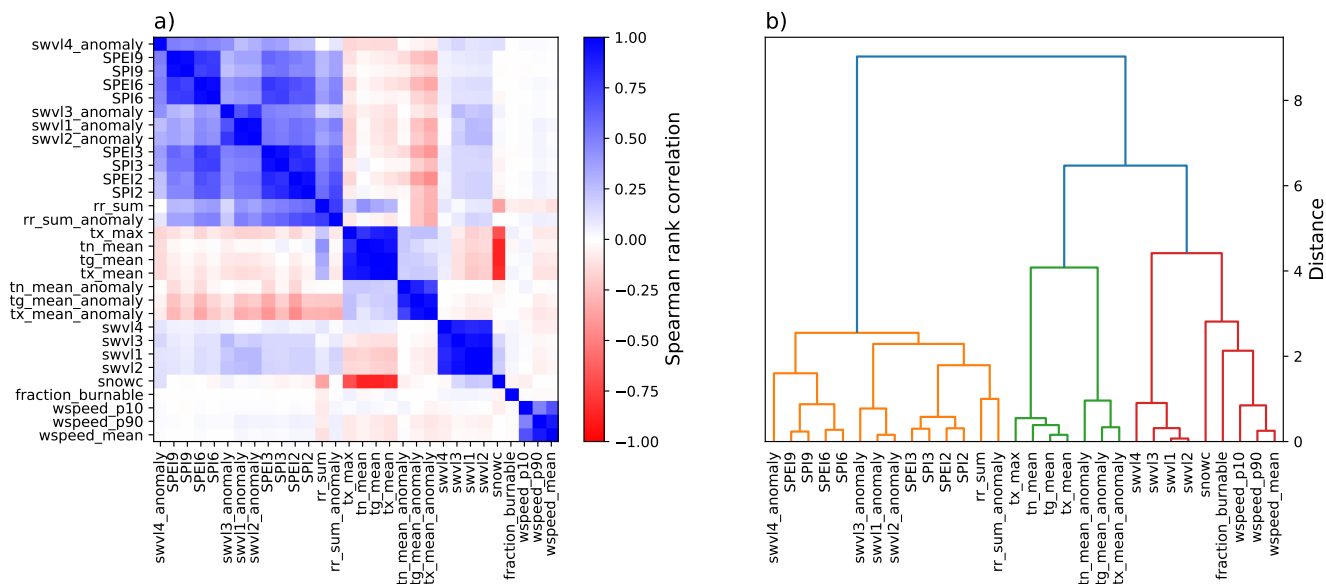 a)
swvl4_anomaly
SPEI9
SPI9
SPEI6
SPI6
swvl3_anomaly
swvl1_anomaly
swvl2_anomaly
SPEI3
SPI3
SPEI2
SPI2
rr_sum
rr_sum_anomaly
tx_max
tn_mean
tg_mean
tx_mean
tn_mean_anomaly
tg_mean_anomaly
tx_mean_anomaly
swvl4
swvl3
swvl1
swvl2
snowc
fraction_burnable
wspeed_p10
wspeed_p90
wspeed_mean
swvl4_anomaly
SPEI9
SPI9
SPEI6
SPI6
swvl3_anomaly
swvl1_anomaly
swvl2_anomaly
SPEI3
SPI3
SPEI2
SPI2
rr_sum
rr_sum_anomaly
tx_max
tn_mean
tg_mean
tx_mean
tn_mean_anomaly
tg_mean_anomaly
tx_mean_anomaly
swvl4
swvl3
swvl1
swvl2
snowc
fraction_burnable
wspeed_p10
wspeed_p90
wspeed_mean
1.00
0.75
0.50
0.25
0.00
−0.25
−0.50
−0.75
−1.00
Spearman rank correlation
b)
8
6
4
2
0
Distance
swvl4_anomaly
SPEI9
SPI9
SPEI6
SPI6
swvl3_anomaly
swvl1_anomaly
swvl2_anomaly
SPEI3
SPI3
SPEI2
SPI2
rr_sum
rr_sum_anomaly
tx_max
tn_mean
tg_mean
tx_mean
tn_mean_anomaly
tg_mean_anomaly
tx_mean_anomaly
swvl4
swvl3
swvl1
swvl2
snowc
fraction_burnable
wspeed_p10
wspeed_p90
wspeed_mean